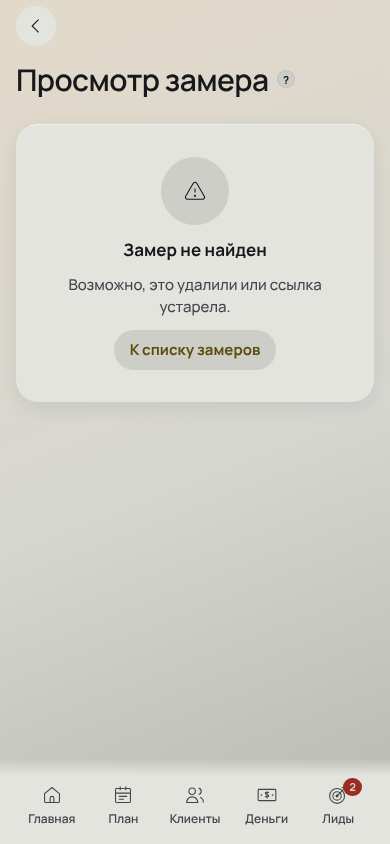 Просмотр замера ?
Замер не найден
Возможно, это удалили или ссылка
устарела.
К списку замеров
2
Главная План Клиенты Деньги Лиды